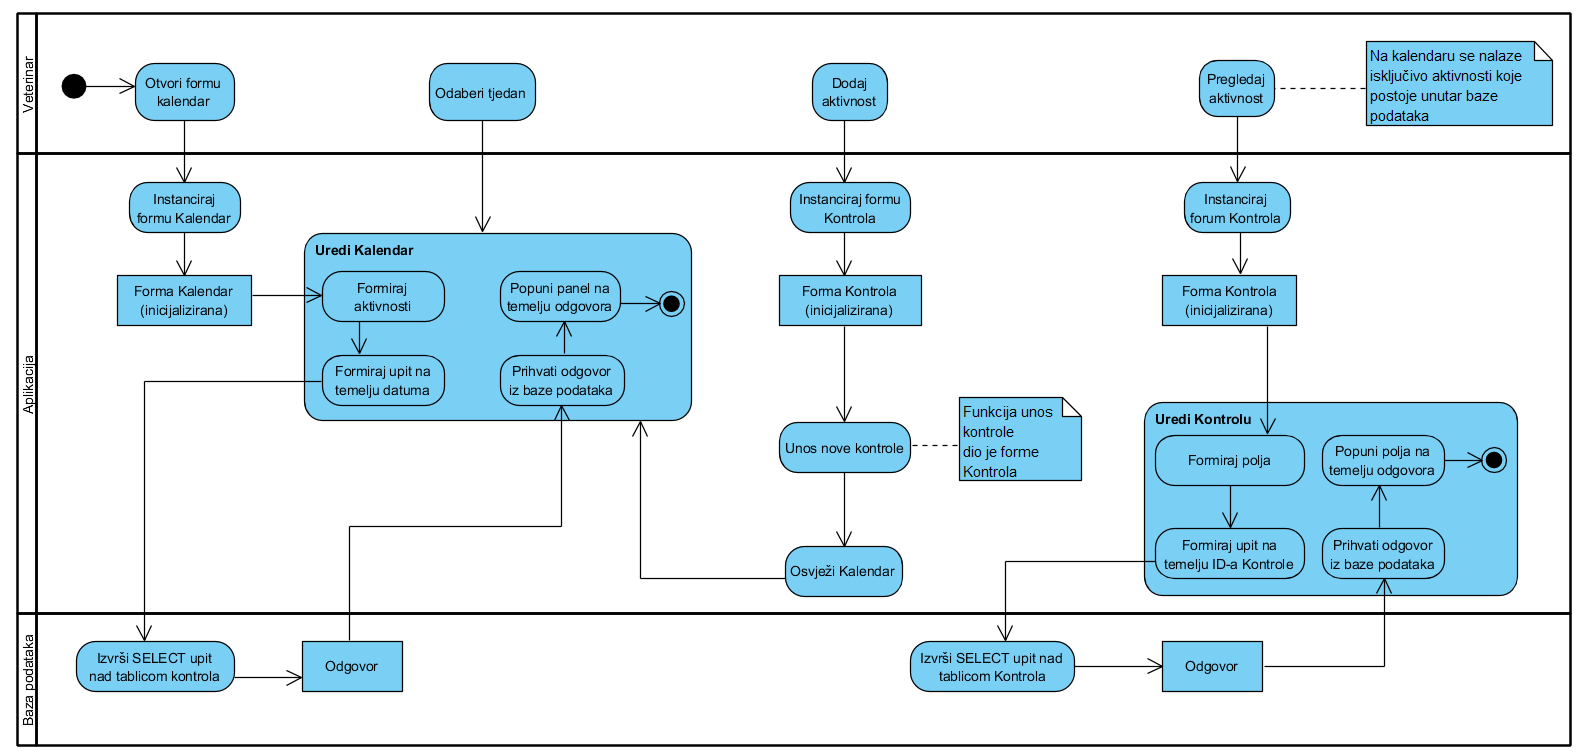 Veterinar
Otvori formu
kalendar
Odaberi tjedan
Dodaj
aktivnost
Pregledaj
aktivnost
Na kalendaru se nalaze
isključivo aktivnosti koje
postoje unutar baze
podataka
Aplikacija
Instanciraj
formu Kalendar
Forma Kalendar
(inicijalizirana)
Uredi Kalendar
Formiraj
aktivnosti
Formiraj upit na
temelju datuma
Popuni panel na
temelju odgovora
Prihvati odgovor
iz baze podataka
Instanciraj formu
Kontrola
Forma Kontrola
(inicijalizirana)
Unos nove kontrole
Funkcija unos
kontrole
dio je forme
Kontrola
Osvježi Kalendar
Instanciraj
forum Kontrola
Forma Kontrola
(inicijalizirana)
Uredi Kontrolu
Formiraj polja
Formiraj upit na
temelju ID-a Kontrole
Popuni polja na
temelju odgovora
Prihvati odgovor
iz baze podataka
Baza podataka
Izvrši SELECT upit
nad tablicom kontrola
Odgovor
Izvrši SELECT upit nad
tablicom Kontrola
Odgovor